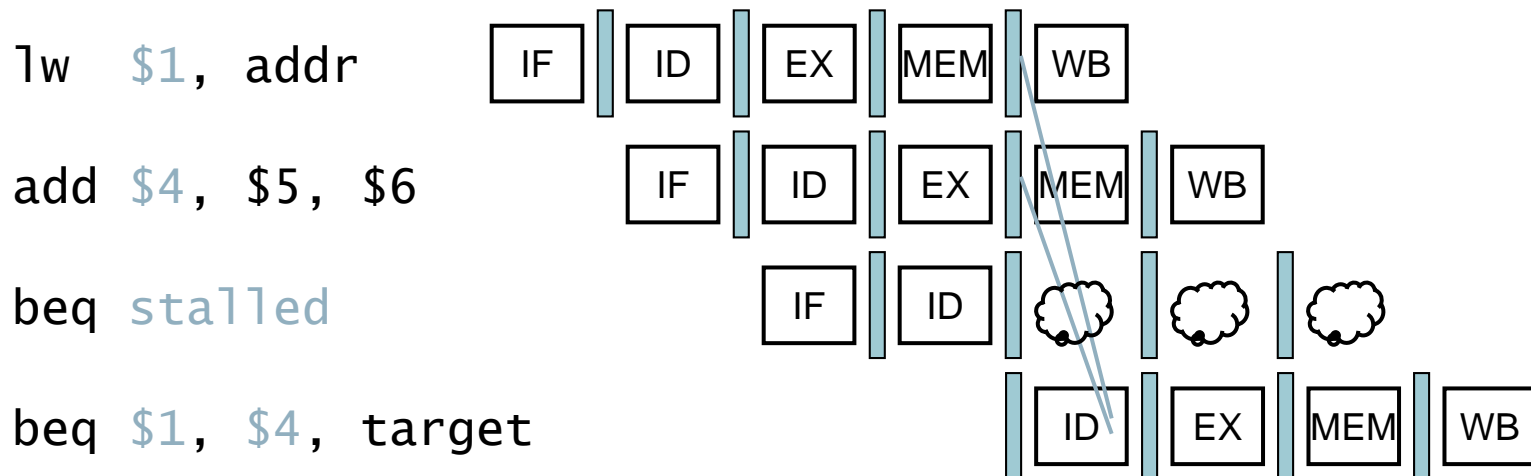 lw $1, addr IF ID EX MEM WB
add $4, $5, $6 IF ID EX MEM WB
beq stalled IF ID
beq $1, $4, target ID EX MEM WB